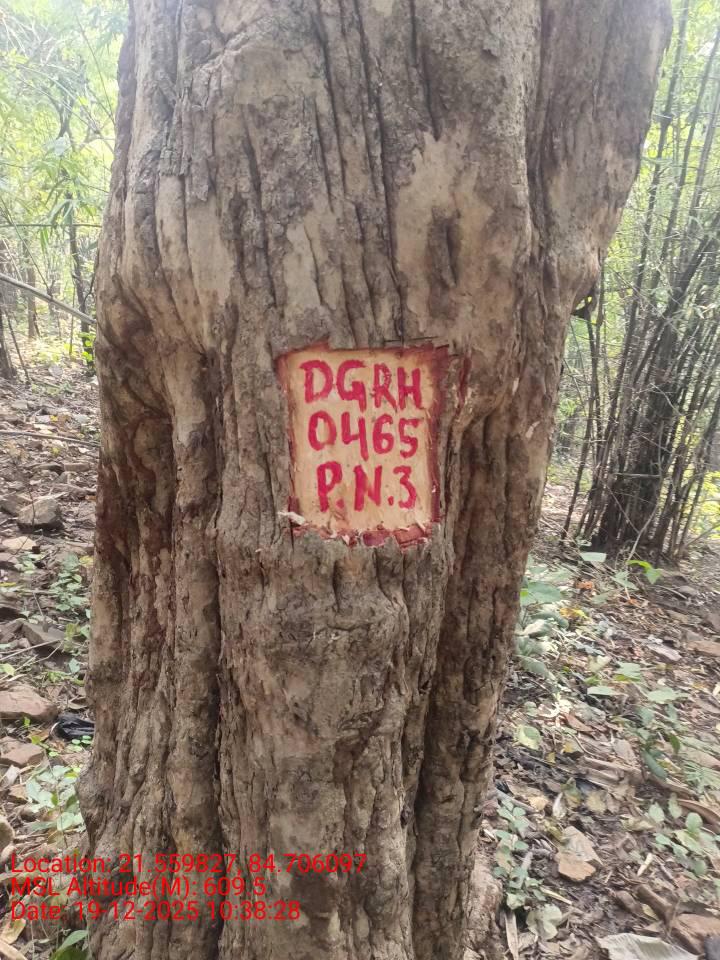 DGRH
0465
P.N.3
Location: 21.559827, 84.706097
MSL Altitude(M): 609.5
Date: 19-12-2025 10:38:28